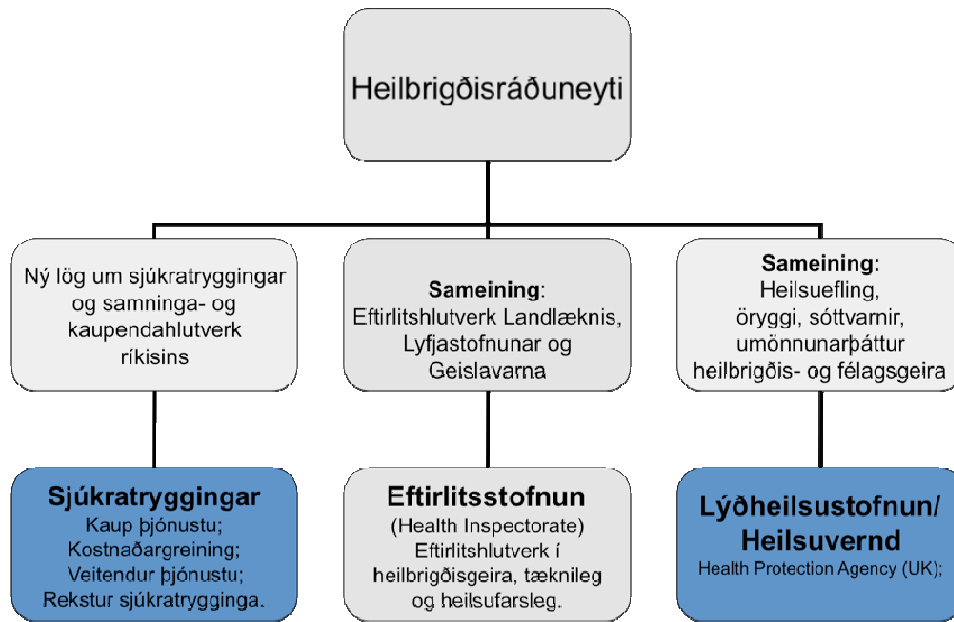 Heilbrigðisráðuneyti
Ný lög um sjúkratryggingar
og samninga- og
kaupendahlutverk
ríkisins
Sameining:
Eftirlitshlutverk Landlæknis,
Lyfjastofnunar og
Geislavarna
Sameining:
Heilsuefling,
öryggi, sóttvarnir,
umönnunarþáttur
heilbrigðis- og félagsgeira
Sjúkratryggingar
Kaup þjónustu;
Kostnaðargreining;
Veitendur þjónustu;
Rekstur sjúkratrygginga.
Eftirlitsstofnun
(Health Inspectorate)
Eftirlitshlutverk í
heilbrigðisgeira, tæknileg
og heilsufarsleg.
Lýðheilsustofnun/
Heilsuvernd
Health Protection Agency (UK);